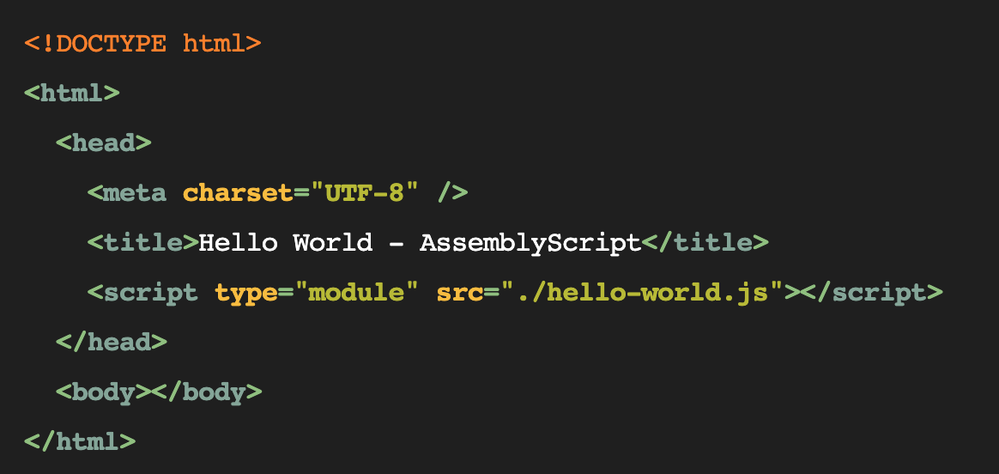 <!DOCTYPE html>
<html>
  <head>
    <meta charset="UTF-8" />
    <title>Hello World - AssemblyScript</title>
    <script type="module" src="./hello-world.js"></script>
  </head>
  <body></body>
</html>